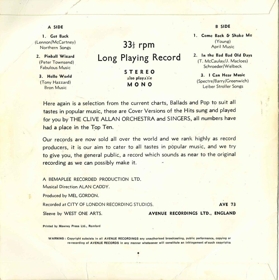 A SIDE
1. Get Back
(Lennon/McCartney)
Northern Songs
2. Pinball Wizard
(Peter Townsend)
Fabulous Music
3. Hello World
(Tony Hazzard)
Bron Music
33⅓ rpm
Long Playing Record
STEREO
also playable
MONO
B SIDE
1. Come Back & Shake Me
(Young)
April Music
2. In the Bad Bad Old Days
(T. McCauley/J. Macleod)
Schroeder/Welbeck
3. I Can Hear Music
(Spector/Barry/Greenwich)
Leiber Stroller Songs
Here again is a selection from the current charts, Ballads and Pop to suit all
tastes in popular music, these are Cover Versions of the Hits sung and played
for you by THE CLIVE ALLAN ORCHESTRA and SINGERS, all numbers have
had a place in the Top Ten.
Our records are now sold all over the world and we rank highly as record
producers, it is our aim to cater to all tastes in popular music, and we try
to give you, the general public, a record which sounds as near to the original
recording as we can possibly make it.
A REMAPLEE RECORDED PRODUCTION LTD.
Musical Direction ALAN CADDY.
Produced by MEL GORDON.
Recorded at CITY OF LONDON RECORDING STUDIOS.
AVE 73
Sleeve by WEST ONE ARTS.
AVENUE RECORDINGS LTD., ENGLAND